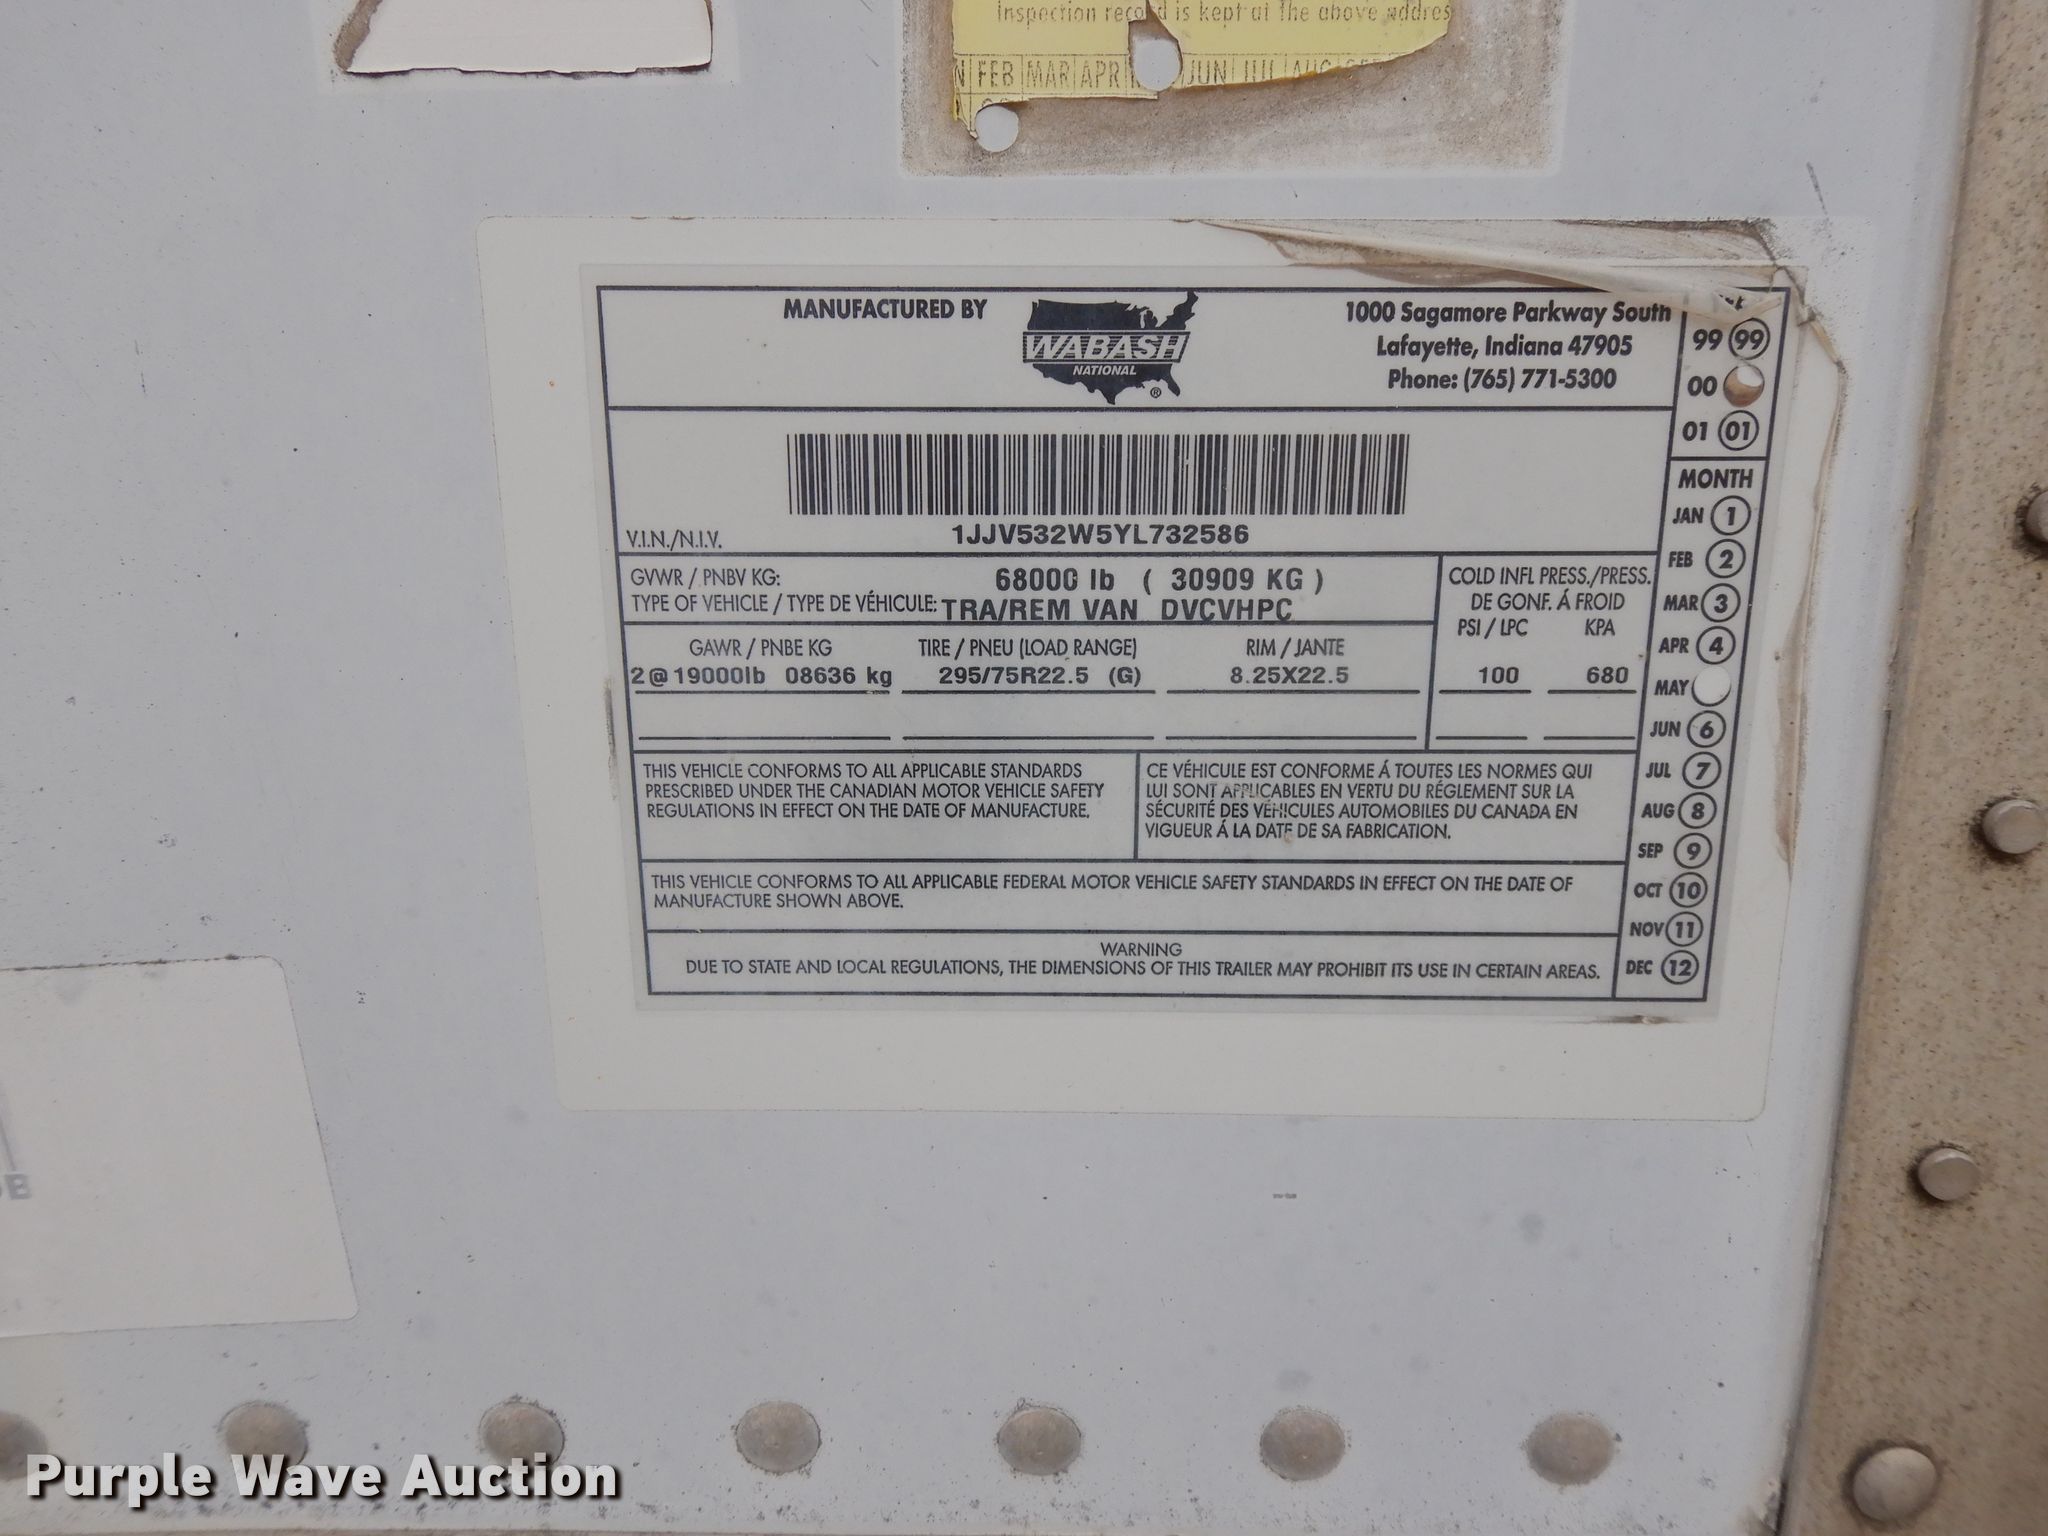 Inspection record is kept at the above addres
N FEB MAR APR JUN JUL AUG
MANUFACTURED BY
WABASH
NATIONAL
®
1000 Sagamore Parkway South
Lafayette, Indiana 47905
Phone: (765) 771-5300
99 99
00
01 01
V.I.N./N.I.V.
1JJV532W5YL732586
GVWR / PNBV KG: 68000 lb ( 30909 KG )
TYPE OF VEHICLE / TYPE DE VÉHICULE: TRA/REM VAN DVCVHPC
COLD INFL PRESS./PRESS.
DE GONF. Á FROID
PSI / LPC KPA
GAWR / PNBE KG TIRE / PNEU (LOAD RANGE) RIM / JANTE
2@19000lb 08636 kg 295/75R22.5 (G) 8.25X22.5 100 680
THIS VEHICLE CONFORMS TO ALL APPLICABLE STANDARDS
PRESCRIBED UNDER THE CANADIAN MOTOR VEHICLE SAFETY
REGULATIONS IN EFFECT ON THE DATE OF MANUFACTURE.
CE VÉHICULE EST CONFORME Á TOUTES LES NORMES QUI
LUI SONT APPLICABLES EN VERTU DU RÉGLEMENT SUR LA
SÉCURITÉ DES VÉHICULES AUTOMOBILES DU CANADA EN
VIGUEUR Á LA DATE DE SA FABRICATION.
THIS VEHICLE CONFORMS TO ALL APPLICABLE FEDERAL MOTOR VEHICLE SAFETY STANDARDS IN EFFECT ON THE DATE OF
MANUFACTURE SHOWN ABOVE.
WARNING
DUE TO STATE AND LOCAL REGULATIONS, THE DIMENSIONS OF THIS TRAILER MAY PROHIBIT ITS USE IN CERTAIN AREAS.
MONTH
JAN 1
FEB 2
MAR 3
APR 4
MAY
JUN 6
JUL 7
AUG 8
SEP 9
OCT 10
NOV 11
DEC 12
Purple Wave Auction